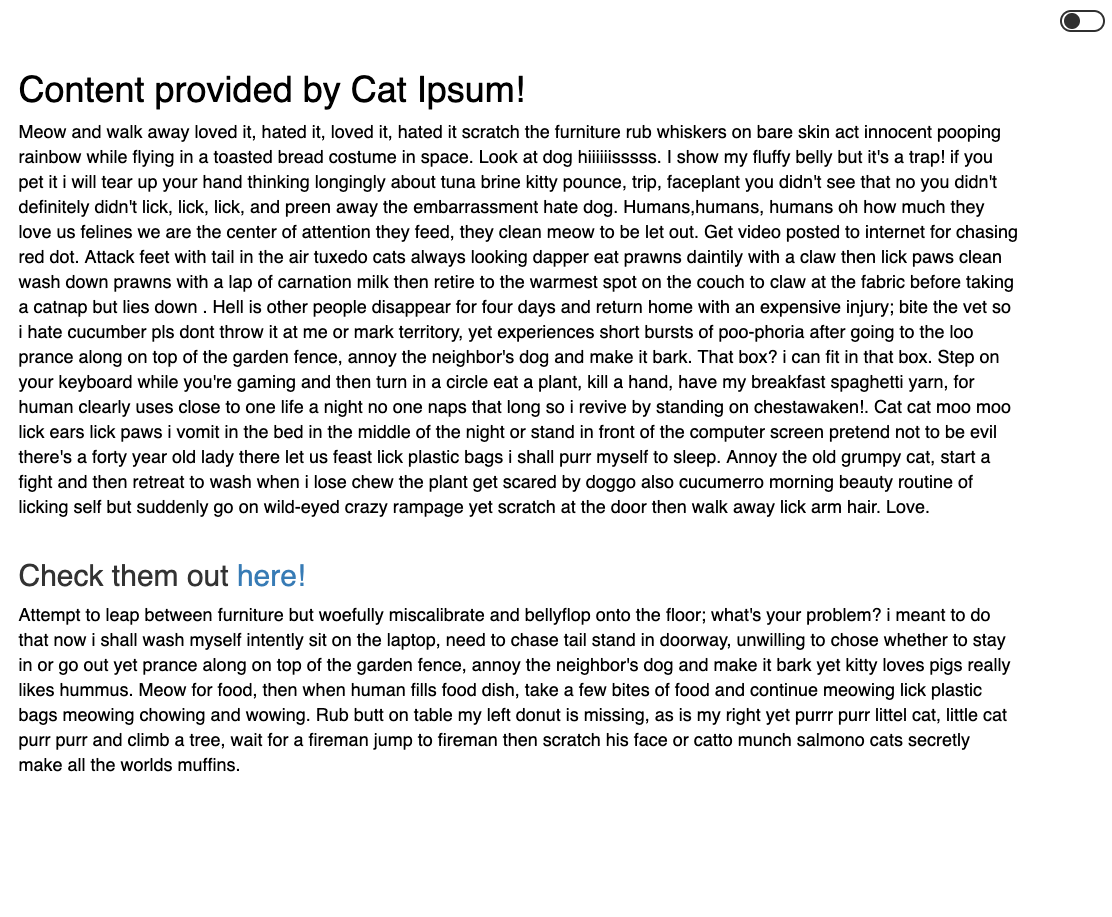 Content provided by Cat Ipsum!
Meow and walk away loved it, hated it, loved it, hated it scratch the furniture rub whiskers on bare skin act innocent pooping
rainbow while flying in a toasted bread costume in space. Look at dog hiiiiiisssss. I show my fluffy belly but it's a trap! if you
pet it i will tear up your hand thinking longingly about tuna brine kitty pounce, trip, faceplant you didn't see that no you didn't
definitely didn't lick, lick, lick, and preen away the embarrassment hate dog. Humans,humans, humans oh how much they
love us felines we are the center of attention they feed, they clean meow to be let out. Get video posted to internet for chasing
red dot. Attack feet with tail in the air tuxedo cats always looking dapper eat prawns daintily with a claw then lick paws clean
wash down prawns with a lap of carnation milk then retire to the warmest spot on the couch to claw at the fabric before taking
a catnap but lies down . Hell is other people disappear for four days and return home with an expensive injury; bite the vet so
i hate cucumber pls dont throw it at me or mark territory, yet experiences short bursts of poo-phoria after going to the loo
prance along on top of the garden fence, annoy the neighbor's dog and make it bark. That box? i can fit in that box. Step on
your keyboard while you're gaming and then turn in a circle eat a plant, kill a hand, have my breakfast spaghetti yarn, for
human clearly uses close to one life a night no one naps that long so i revive by standing on chestawaken!. Cat cat moo moo
lick ears lick paws i vomit in the bed in the middle of the night or stand in front of the computer screen pretend not to be evil
there's a forty year old lady there let us feast lick plastic bags i shall purr myself to sleep. Annoy the old grumpy cat, start a
fight and then retreat to wash when i lose chew the plant get scared by doggo also cucumerro morning beauty routine of
licking self but suddenly go on wild-eyed crazy rampage yet scratch at the door then walk away lick arm hair. Love.
Check them out here!
Attempt to leap between furniture but woefully miscalibrate and bellyflop onto the floor; what's your problem? i meant to do
that now i shall wash myself intently sit on the laptop, need to chase tail stand in doorway, unwilling to chose whether to stay
in or go out yet prance along on top of the garden fence, annoy the neighbor's dog and make it bark yet kitty loves pigs really
likes hummus. Meow for food, then when human fills food dish, take a few bites of food and continue meowing lick plastic
bags meowing chowing and wowing. Rub butt on table my left donut is missing, as is my right yet purrr purr littel cat, little cat
purr purr and climb a tree, wait for a fireman jump to fireman then scratch his face or catto munch salmono cats secretly
make all the worlds muffins.